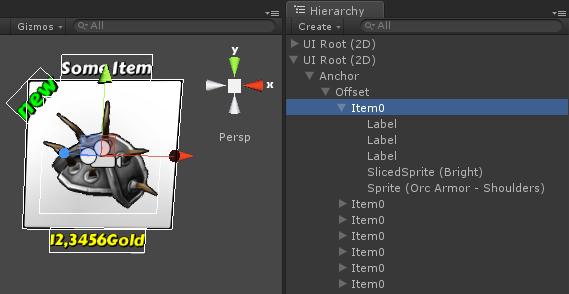 Gizmos
All
Some Item
new
12,3456Gold
y
x
Persp
Hierarchy
Create
All
UI Root (2D)
UI Root (2D)
Anchor
Offset
Item0
Label
Label
Label
SlicedSprite (Bright)
Sprite (Orc Armor - Shoulders)
Item0
Item0
Item0
Item0
Item0
Item0